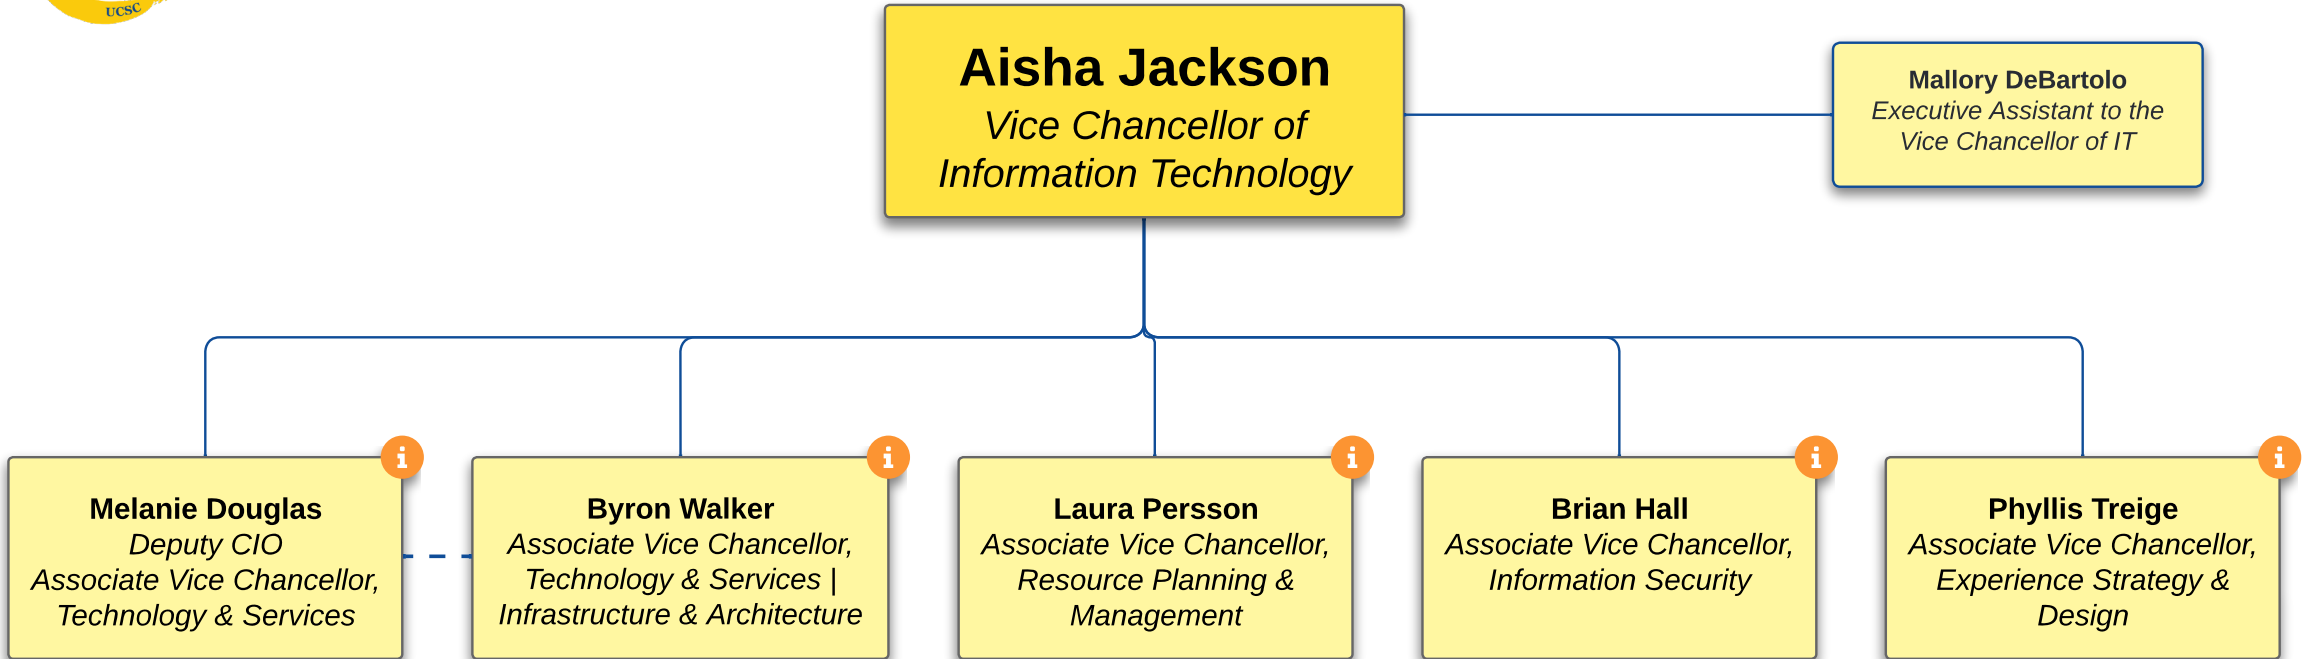 UCSC
Aisha Jackson
Vice Chancellor of
Information Technology
Mallory DeBartolo
Executive Assistant to the
Vice Chancellor of IT
Melanie Douglas
Deputy CIO
Associate Vice Chancellor,
Technology & Services
Byron Walker
Associate Vice Chancellor,
Technology & Services |
Infrastructure & Architecture
Laura Persson
Associate Vice Chancellor,
Resource Planning &
Management
Brian Hall
Associate Vice Chancellor,
Information Security
Phyllis Treige
Associate Vice Chancellor,
Experience Strategy &
Design